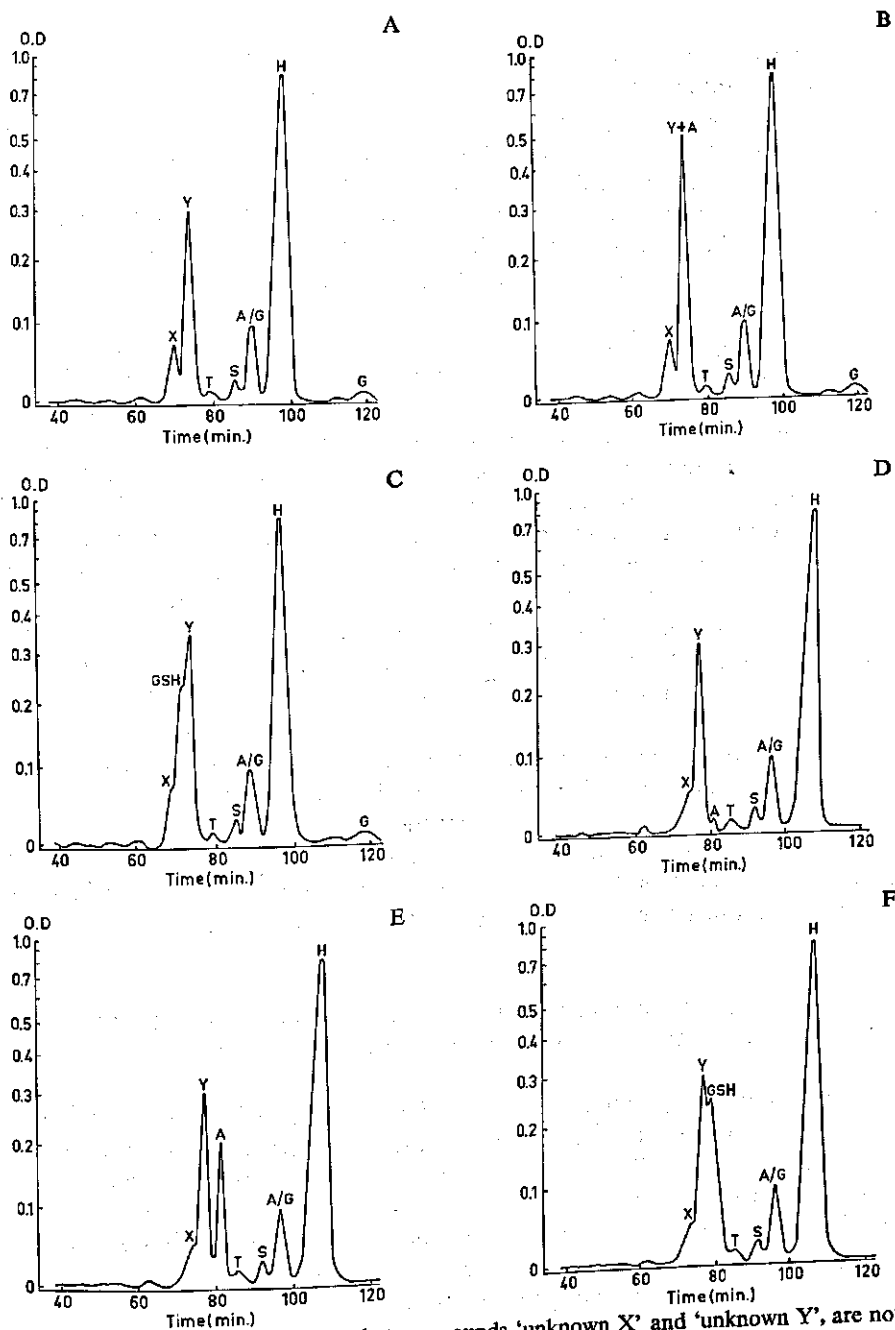 A
O.D
1.0
0.7
0.5
0.4
0.3
0.2
0.1
0
X
Y
T
S
A/G
H
G
40 60 80 100 120
Time(min.)
B
O.D
1.0
0.7
0.5
0.4
0.3
0.2
0.1
0
X
Y+A
T
S
A/G
H
G
40 60 80 100 120
Time(min.)
C
O.D
1.0
0.7
0.5
0.4
0.3
0.2
0.1
0
X
GSH
Y
T
S
A/G
H
G
40 60 80 100 120
Time(min.)
D
O.D
1.0
0.7
0.5
0.4
0.3
0.2
0.1
0
X
Y
A
T
S
A/G
H
40 60 80 100 120
Time(min.)
E
O.D
1.0
0.7
0.5
0.4
0.3
0.2
0.1
0
X
Y
A
T
S
A/G
H
40 60 80 100 120
Time(min.)
F
O.D
1.0
0.7
0.5
0.4
0.3
0.2
0.1
0
X
Y
GSH
T
S
A/G
H
40 60 80 100 120
Time(min.)
'unknown X' and 'unknown Y', are no